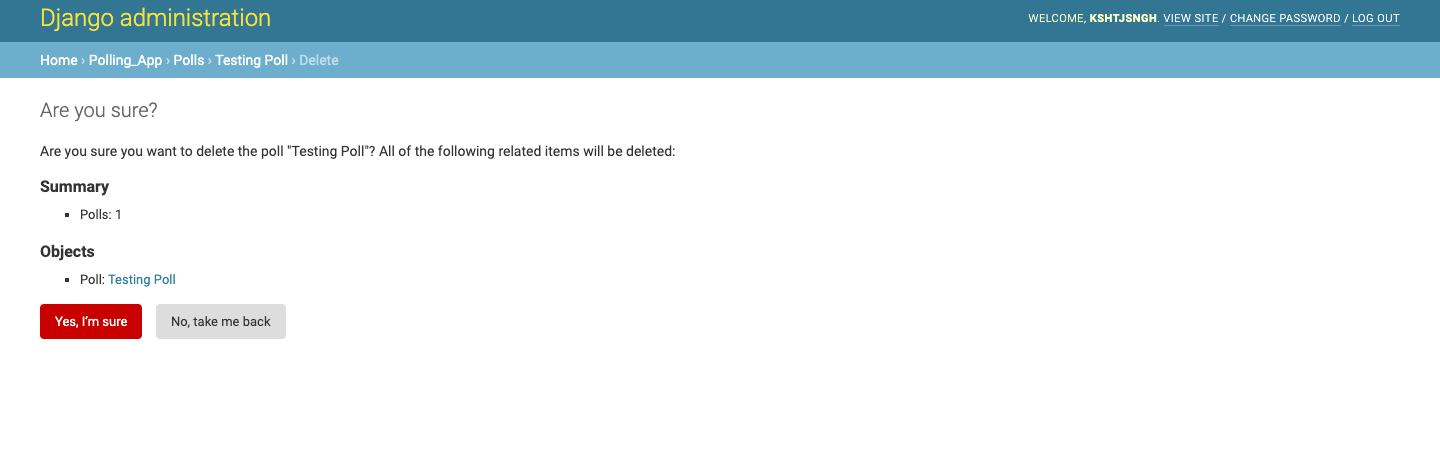 Django administration
WELCOME, KSHTJSNGH. VIEW SITE / CHANGE PASSWORD / LOG OUT
Home › Polling_App › Polls › Testing Poll › Delete
Are you sure?
Are you sure you want to delete the poll "Testing Poll"? All of the following related items will be deleted:
Summary
Polls: 1
Objects
Poll: Testing Poll
Yes, I’m sure
No, take me back